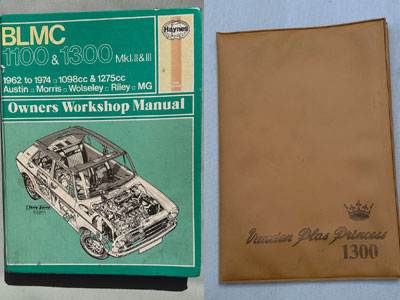 Haynes
BLMC
1100 & 1300 Mk I, II & III
1962 to 1974 □ 1098cc & 1275cc
Austin □ Morris □ Wolseley □ Riley □ MG
Owners Workshop Manual
Vanden Plas Princess
1300